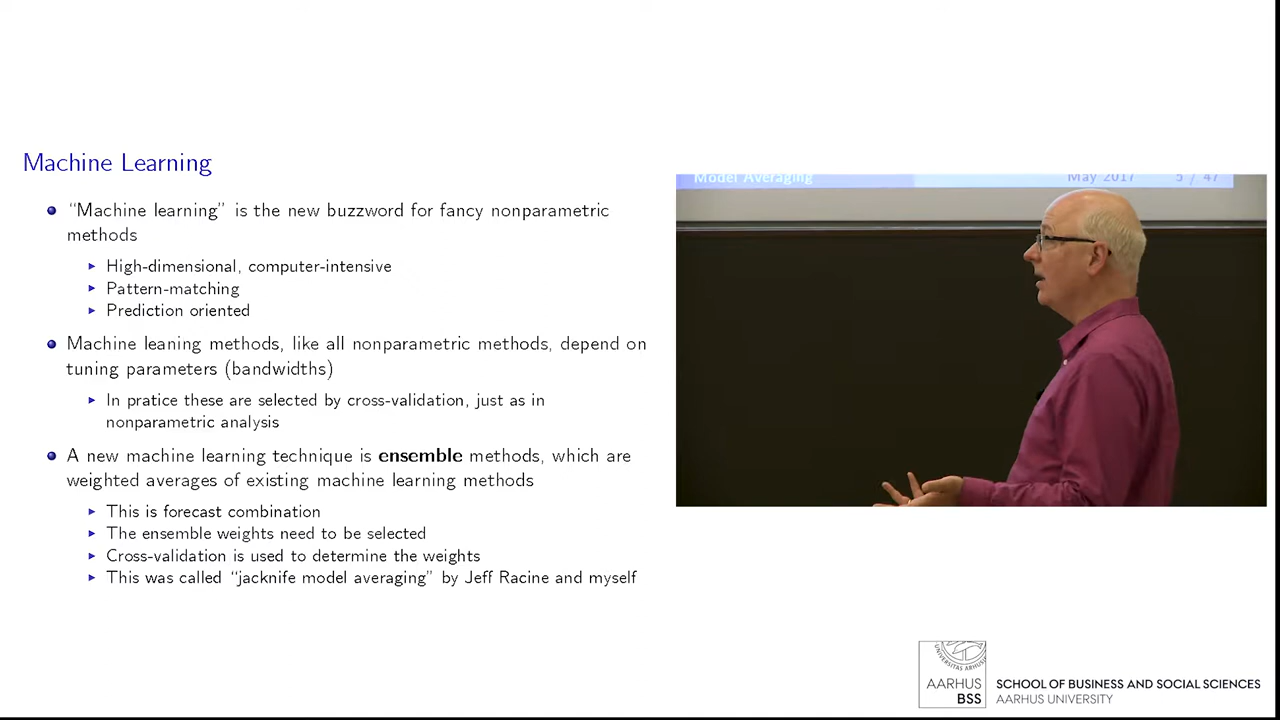 Machine Learning
“Machine learning” is the new buzzword for fancy nonparametric
methods
High-dimensional, computer-intensive
Pattern-matching
Prediction oriented
Machine leaning methods, like all nonparametric methods, depend on
tuning parameters (bandwidths)
In pratice these are selected by cross-validation, just as in
nonparametric analysis
A new machine learning technique is ensemble methods, which are
weighted averages of existing machine learning methods
This is forecast combination
The ensemble weights need to be selected
Cross-validation is used to determine the weights
This was called “jacknife model averaging” by Jeff Racine and myself
Model Averaging May 2017 5 / 47
AARHUS
BSS
SCHOOL OF BUSINESS AND SOCIAL SCIENCES
AARHUS UNIVERSITY